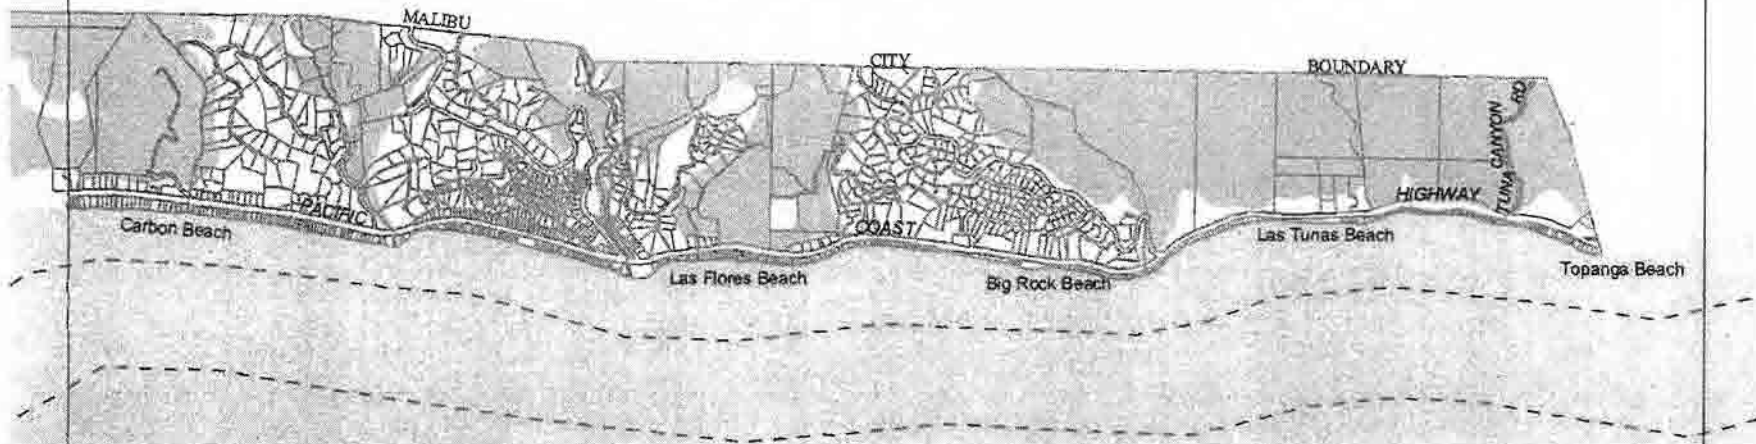 MALIBU
CITY
BOUNDARY
TUNA CANYON RD
PACIFIC
COAST
HIGHWAY
Carbon Beach
Las Flores Beach
Big Rock Beach
Las Tunas Beach
Topanga Beach